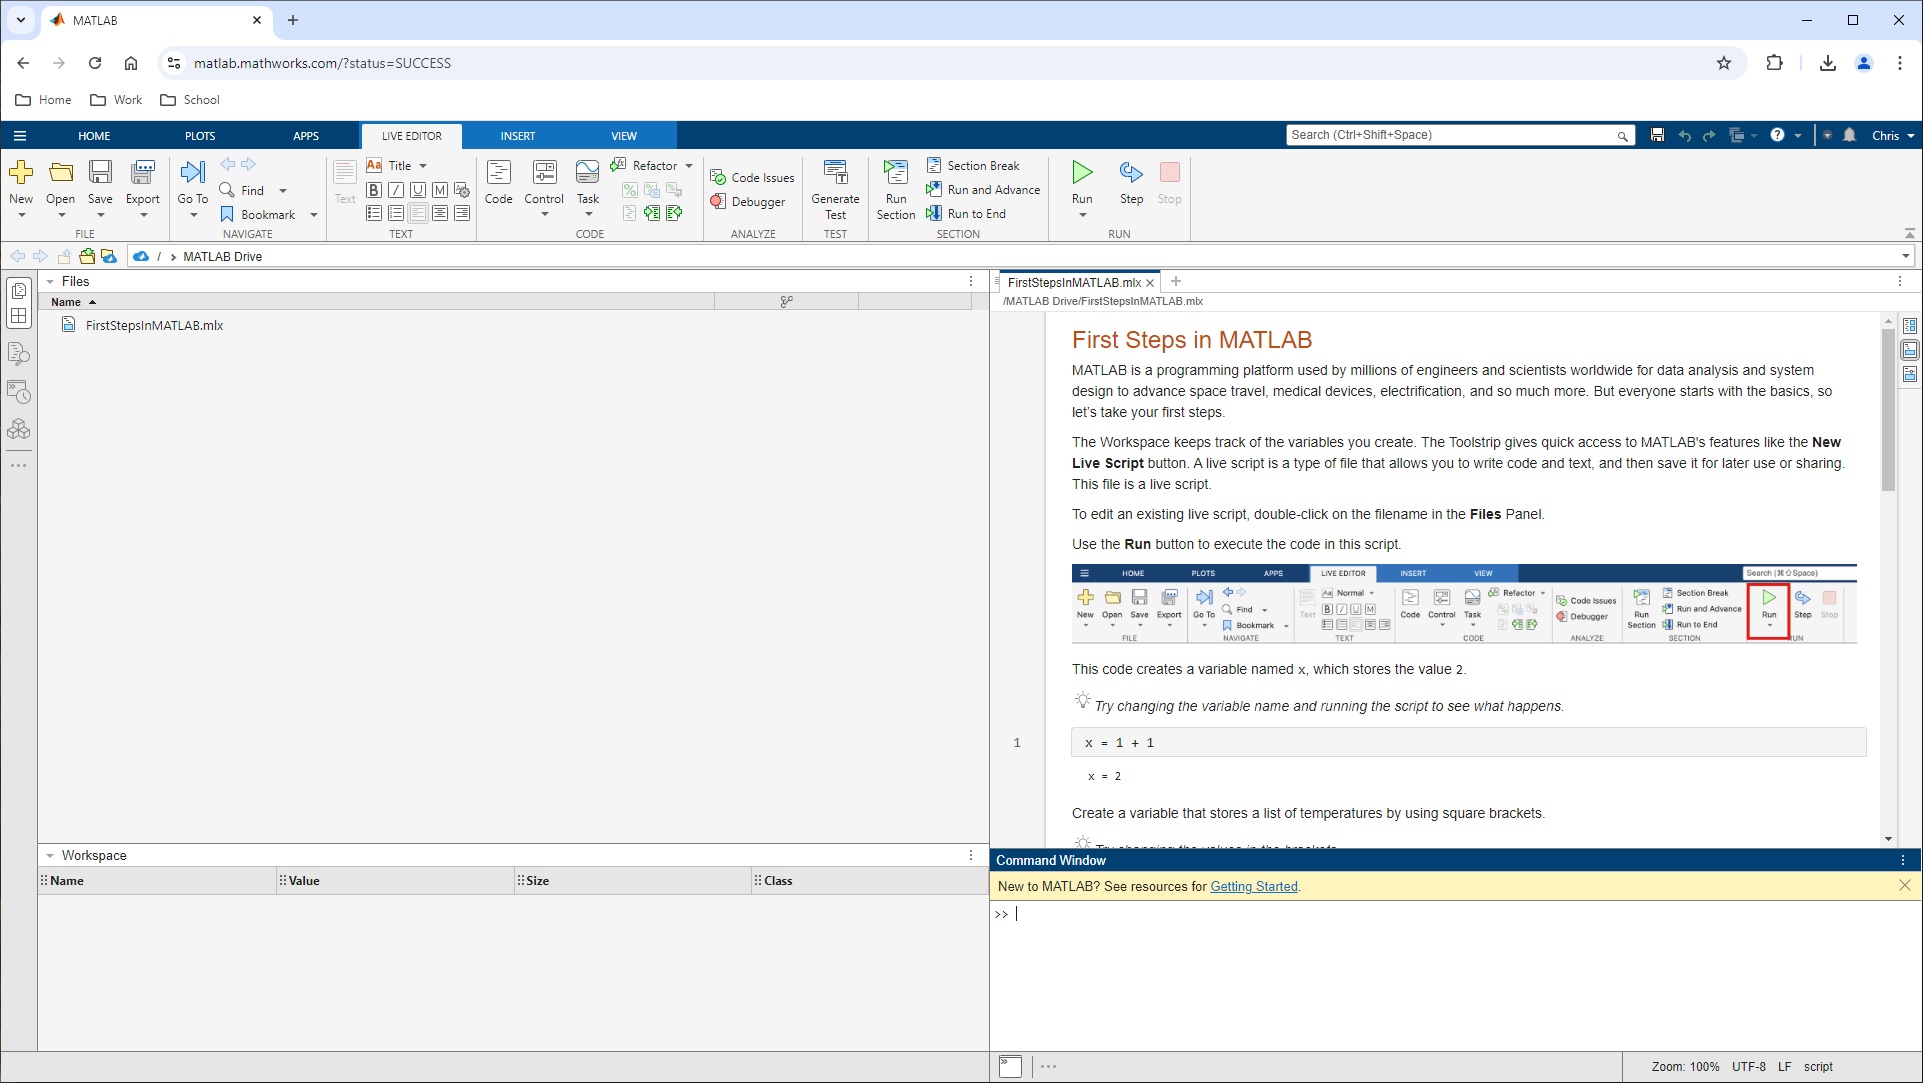 MATLAB
matlab.mathworks.com/?status=SUCCESS
Home Work School
HOME PLOTS APPS LIVE EDITOR INSERT VIEW Search (Ctrl+Shift+Space) Chris
New Open Save Export
FILE
Go To Find Bookmark
NAVIGATE
Text Title
B I U M
TEXT
Code Control Task Refactor
CODE
Code Issues
Debugger
ANALYZE
Generate
Test
TEST
Run
Section
Section Break
Run and Advance
Run to End
SECTION
Run Step Stop
RUN
/ MATLAB Drive
Files
Name
FirstStepsInMATLAB.mlx
Workspace
Name Value Size Class
FirstStepsInMATLAB.mlx
/MATLAB Drive/FirstStepsInMATLAB.mlx
First Steps in MATLAB
MATLAB is a programming platform used by millions of engineers and scientists worldwide for data analysis and system
design to advance space travel, medical devices, electrification, and so much more. But everyone starts with the basics, so
let's take your first steps.
The Workspace keeps track of the variables you create. The Toolstrip gives quick access to MATLAB's features like the New
Live Script button. A live script is a type of file that allows you to write code and text, and then save it for later use or sharing.
This file is a live script.
To edit an existing live script, double-click on the filename in the Files Panel.
Use the Run button to execute the code in this script.
HOME PLOTS APPS LIVE EDITOR INSERT VIEW Search (⌘⇧Space)
New Open Save Export
FILE
Go To Find Bookmark
NAVIGATE
Text Normal
B I U M
TEXT
Code Control Task Refactor
CODE
Code Issues
Debugger
ANALYZE
Run
Section
Section Break
Run and Advance
Run to End
SECTION
Run Step Stop
RUN
This code creates a variable named x, which stores the value 2.
Try changing the variable name and running the script to see what happens.
1 x = 1 + 1
x = 2
Create a variable that stores a list of temperatures by using square brackets.
Try changing the values in the brackets
Command Window
New to MATLAB? See resources for Getting Started.
>>
Zoom: 100% UTF-8 LF script